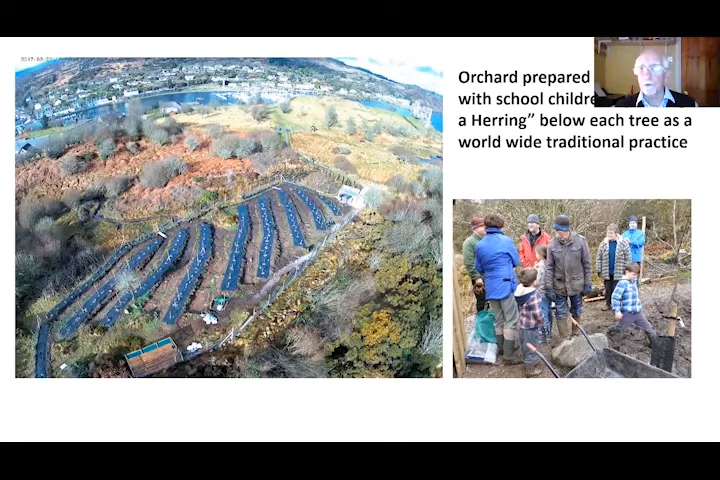 Orchard prepared
with school childre
a Herring” below each tree as a
world wide traditional practice